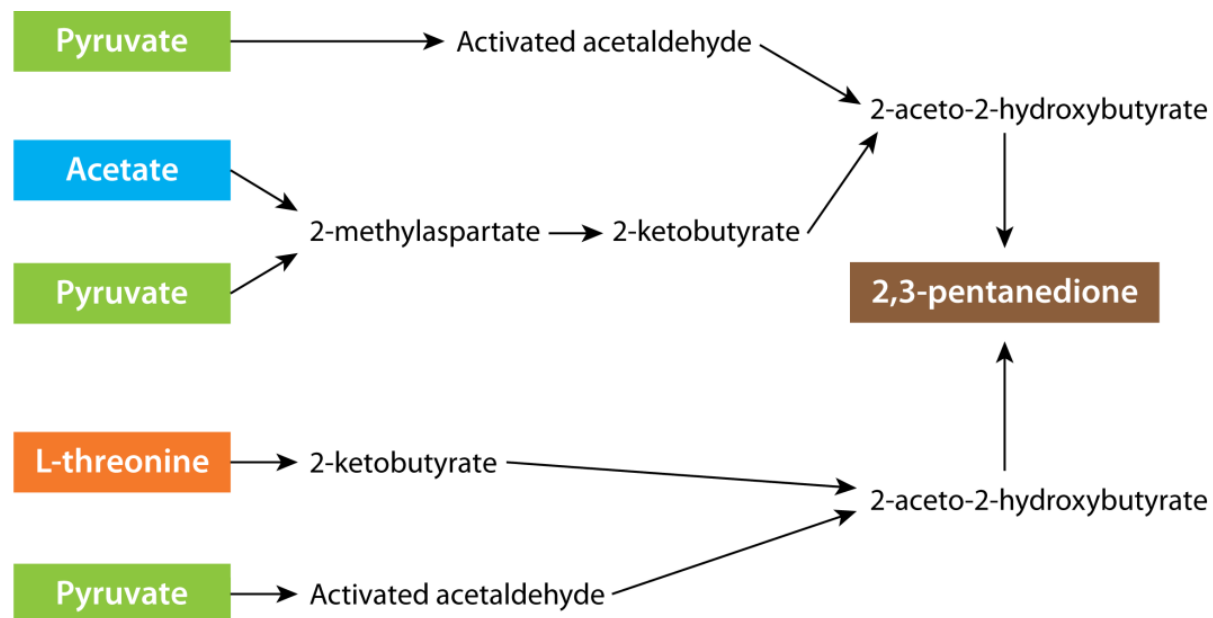 Pyruvate
Activated acetaldehyde
2-aceto-2-hydroxybutyrate
Acetate
2-methylaspartate
2-ketobutyrate
Pyruvate
2,3-pentanedione
L-threonine
2-ketobutyrate
2-aceto-2-hydroxybutyrate
Pyruvate
Activated acetaldehyde